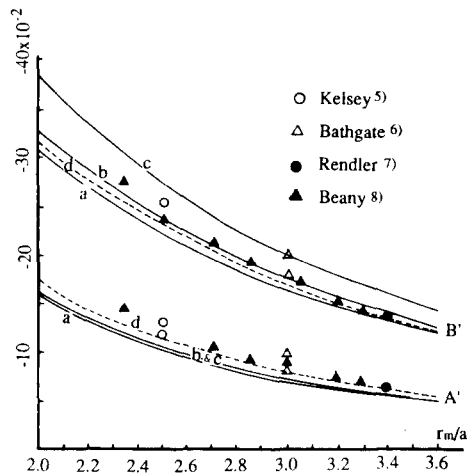 -40x10⁻²
-30
-20
-10
○ Kelsey 5)
△ Bathgate 6)
● Rendler 7)
▲ Beany 8)
c
b
d
a
B'
d
a
b & c
A'
rm/a
2.0 2.2 2.4 2.6 2.8 3.0 3.2 3.4 3.6